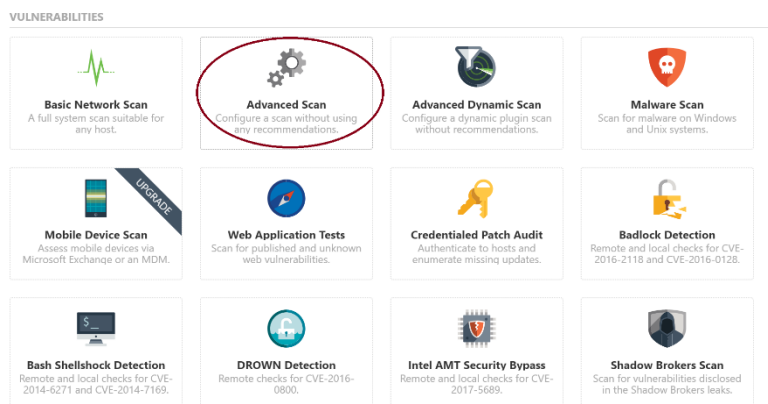 VULNERABILITIES
Basic Network Scan
A full system scan suitable for
any host.
Advanced Scan
Configure a scan without using
any recommendations.
Advanced Dynamic Scan
Configure a dynamic plugin scan
without recommendations.
Malware Scan
Scan for malware on Windows
and Unix systems.
UPGRADE
Mobile Device Scan
Assess mobile devices via
Microsoft Exchange or an MDM.
Web Application Tests
Scan for published and unknown
web vulnerabilities.
Credentialed Patch Audit
Authenticate to hosts and
enumerate missing updates.
Badlock Detection
Remote and local checks for CVE-
2016-2118 and CVE-2016-0128.
$_
Bash Shellshock Detection
Remote and local checks for CVE-
2014-6271 and CVE-2014-7169.
DROWN Detection
Remote checks for CVE-2016-
0800.
Intel AMT Security Bypass
Remote and local checks for CVE-
2017-5689.
Shadow Brokers Scan
Scan for vulnerabilities disclosed
in the Shadow Brokers leaks.